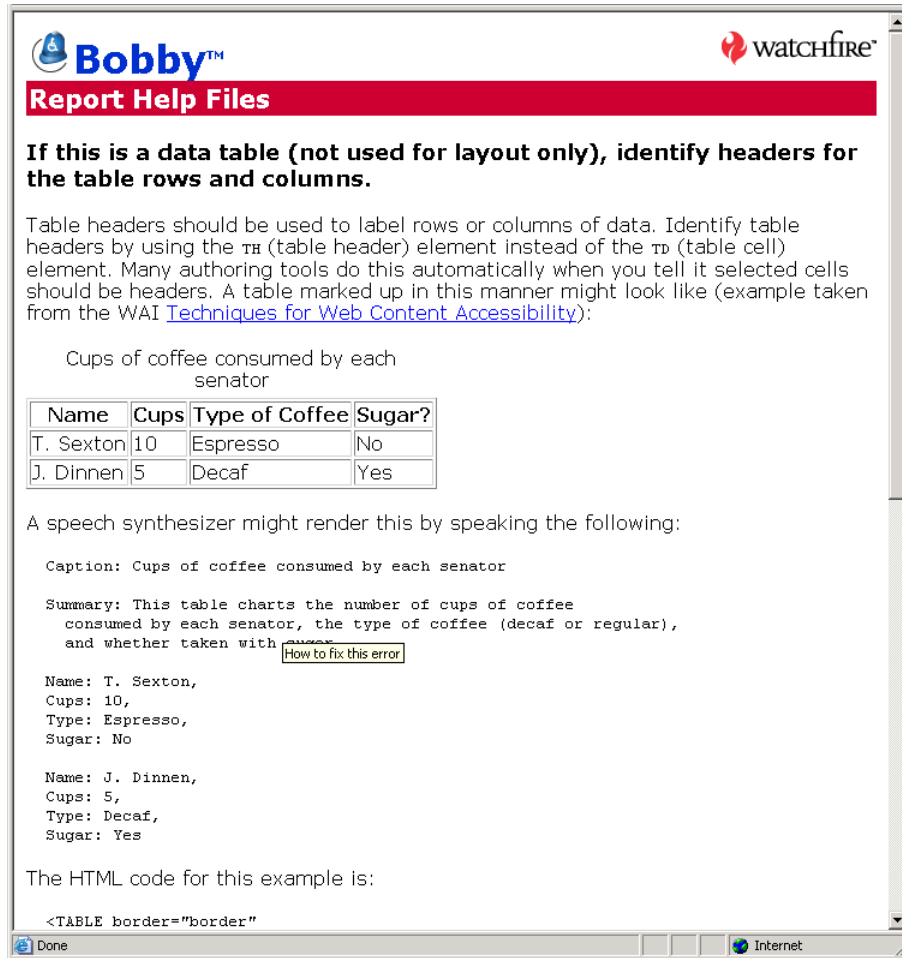 Bobby™
watchfire™
Report Help Files
If this is a data table (not used for layout only), identify headers for
the table rows and columns.
Table headers should be used to label rows or columns of data. Identify table
headers by using the TH (table header) element instead of the TD (table cell)
element. Many authoring tools do this automatically when you tell it selected cells
should be headers. A table marked up in this manner might look like (example taken
from the WAI Techniques for Web Content Accessibility):
Cups of coffee consumed by each
senator
Name Cups Type of Coffee Sugar?
T. Sexton 10 Espresso No
J. Dinnen 5 Decaf Yes
A speech synthesizer might render this by speaking the following:
Caption: Cups of coffee consumed by each senator
Summary: This table charts the number of cups of coffee
consumed by each senator, the type of coffee (decaf or regular),
and whether taken with
How to fix this error
Name: T. Sexton,
Cups: 10,
Type: Espresso,
Sugar: No
Name: J. Dinnen,
Cups: 5,
Type: Decaf,
Sugar: Yes
The HTML code for this example is:
<TABLE border="border"
Done
Internet